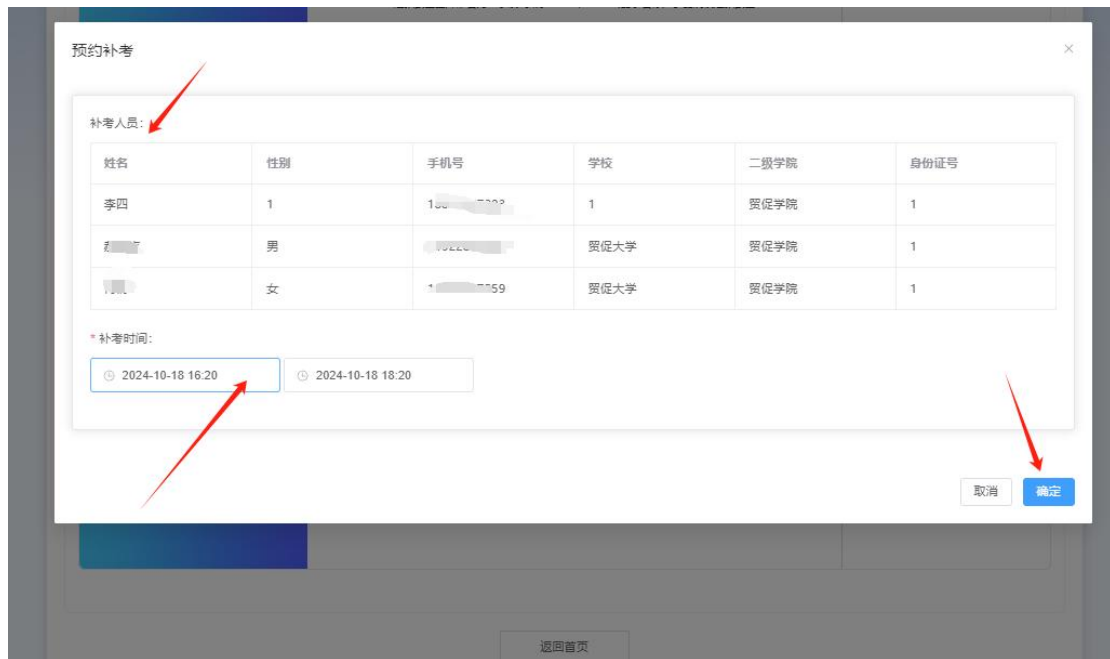 预约补考
补考人员:
姓名 性别 手机号 学校 二级学院 身份证号
李四 1 1 贸促学院 1
男 贸促大学 贸促学院 1
女 贸促大学 贸促学院 1
* 补考时间:
2024-10-18 16:20 2024-10-18 18:20
取消 确定
返回首页